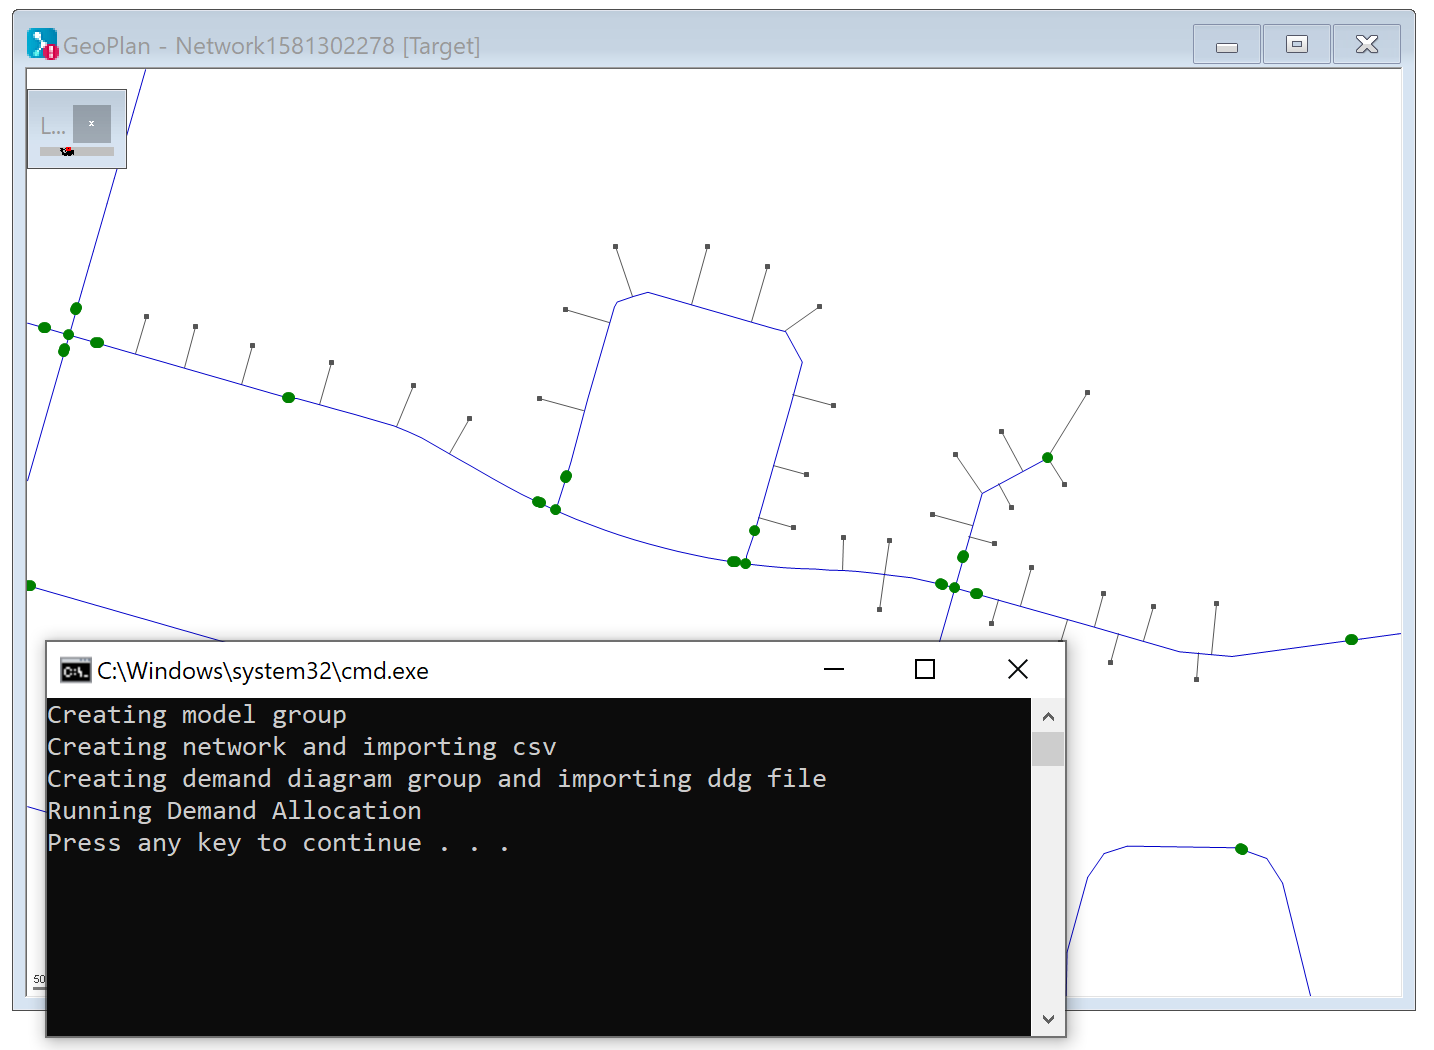 GeoPlan - Network1581302278 [Target]
L... x
C:\Windows\system32\cmd.exe
Creating model group
Creating network and importing csv
Creating demand diagram group and importing ddg file
Running Demand Allocation
Press any key to continue . . .
50